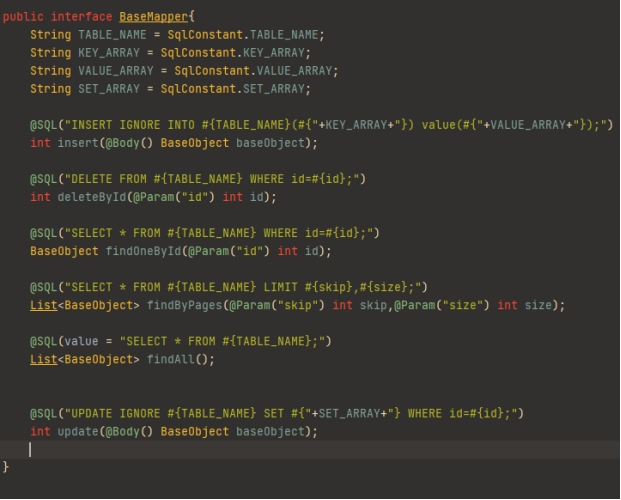 public interface BaseMapper{
String TABLE_NAME = SqlConstant.TABLE_NAME;
String KEY_ARRAY = SqlConstant.KEY_ARRAY;
String VALUE_ARRAY = SqlConstant.VALUE_ARRAY;
String SET_ARRAY = SqlConstant.SET_ARRAY;
@SQL("INSERT IGNORE INTO #{TABLE_NAME}(#{"+KEY_ARRAY+"}) value(#{"+VALUE_ARRAY+"});")
int insert(@Body() BaseObject baseObject);
@SQL("DELETE FROM #{TABLE_NAME} WHERE id=#{id};")
int deleteById(@Param("id") int id);
@SQL("SELECT * FROM #{TABLE_NAME} WHERE id=#{id};")
BaseObject findOneById(@Param("id") int id);
@SQL("SELECT * FROM #{TABLE_NAME} LIMIT #{skip},#{size};")
List<BaseObject> findByPages(@Param("skip") int skip,@Param("size") int size);
@SQL(value = "SELECT * FROM #{TABLE_NAME};")
List<BaseObject> findAll();
@SQL("UPDATE IGNORE #{TABLE_NAME} SET #{"+SET_ARRAY+"} WHERE id=#{id};")
int update(@Body() BaseObject baseObject);
}